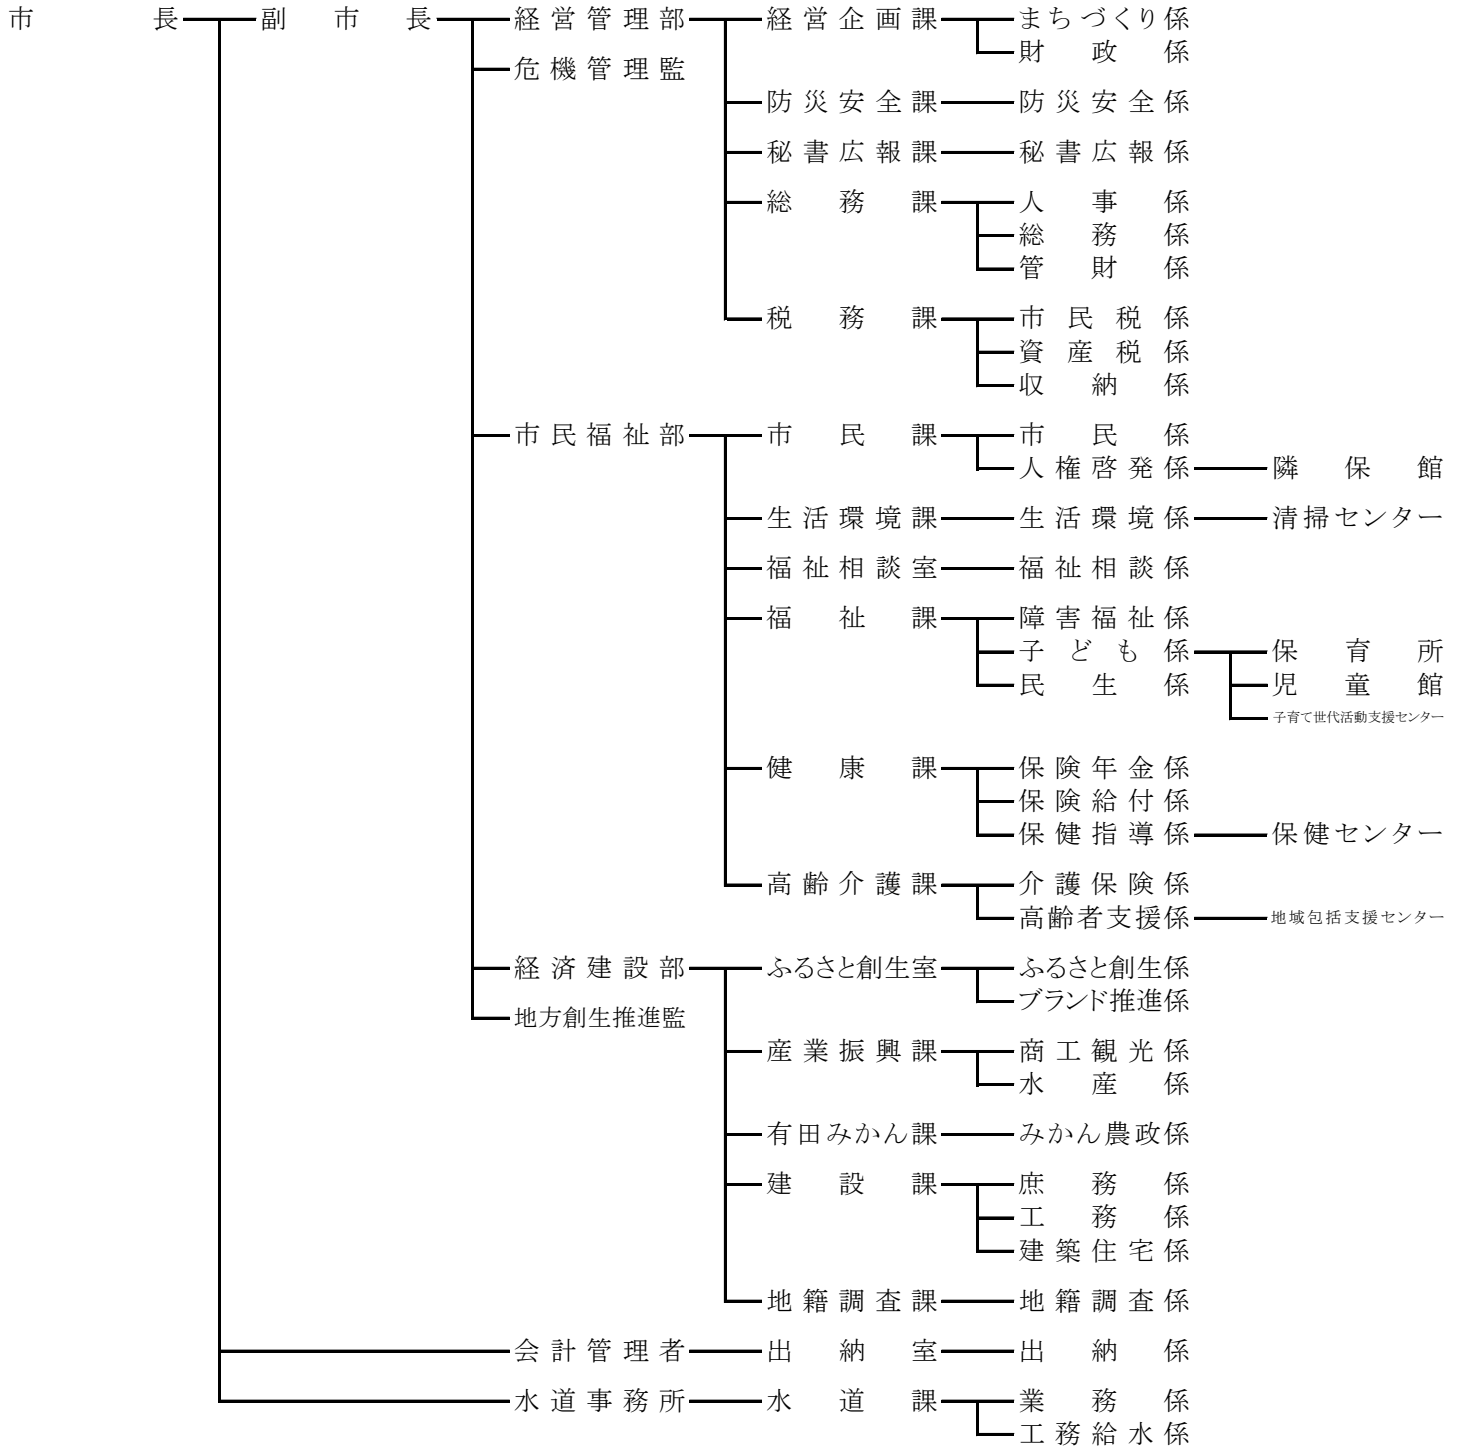 市長 副市長 経営管理部 経営企画課 まちづくり係
財政係
危機管理監
防災安全課 防災安全係
秘書広報課 秘書広報係
総務課 人事係
総務係
管財係
税務課 市民税係
資産税係
収納係
市民福祉部 市民課 市民係
人権啓発係 隣保館
生活環境課 生活環境係 清掃センター
福祉相談室 福祉相談係
福祉課 障害福祉係
子ども係 保育所
民生係 児童館
子育て世代活動支援センター
健康課 保険年金係
保険給付係
保健指導係 保健センター
高齢介護課 介護保険係
高齢者支援係 地域包括支援センター
経済建設部 ふるさと創生室 ふるさと創生係
ブランド推進係
地方創生推進監
産業振興課 商工観光係
水産係
有田みかん課 みかん農政係
建設課 庶務係
工務係
建築住宅係
地籍調査課 地籍調査係
会計管理者 出納室 出納係
水道事務所 水道課 業務係
工務給水係